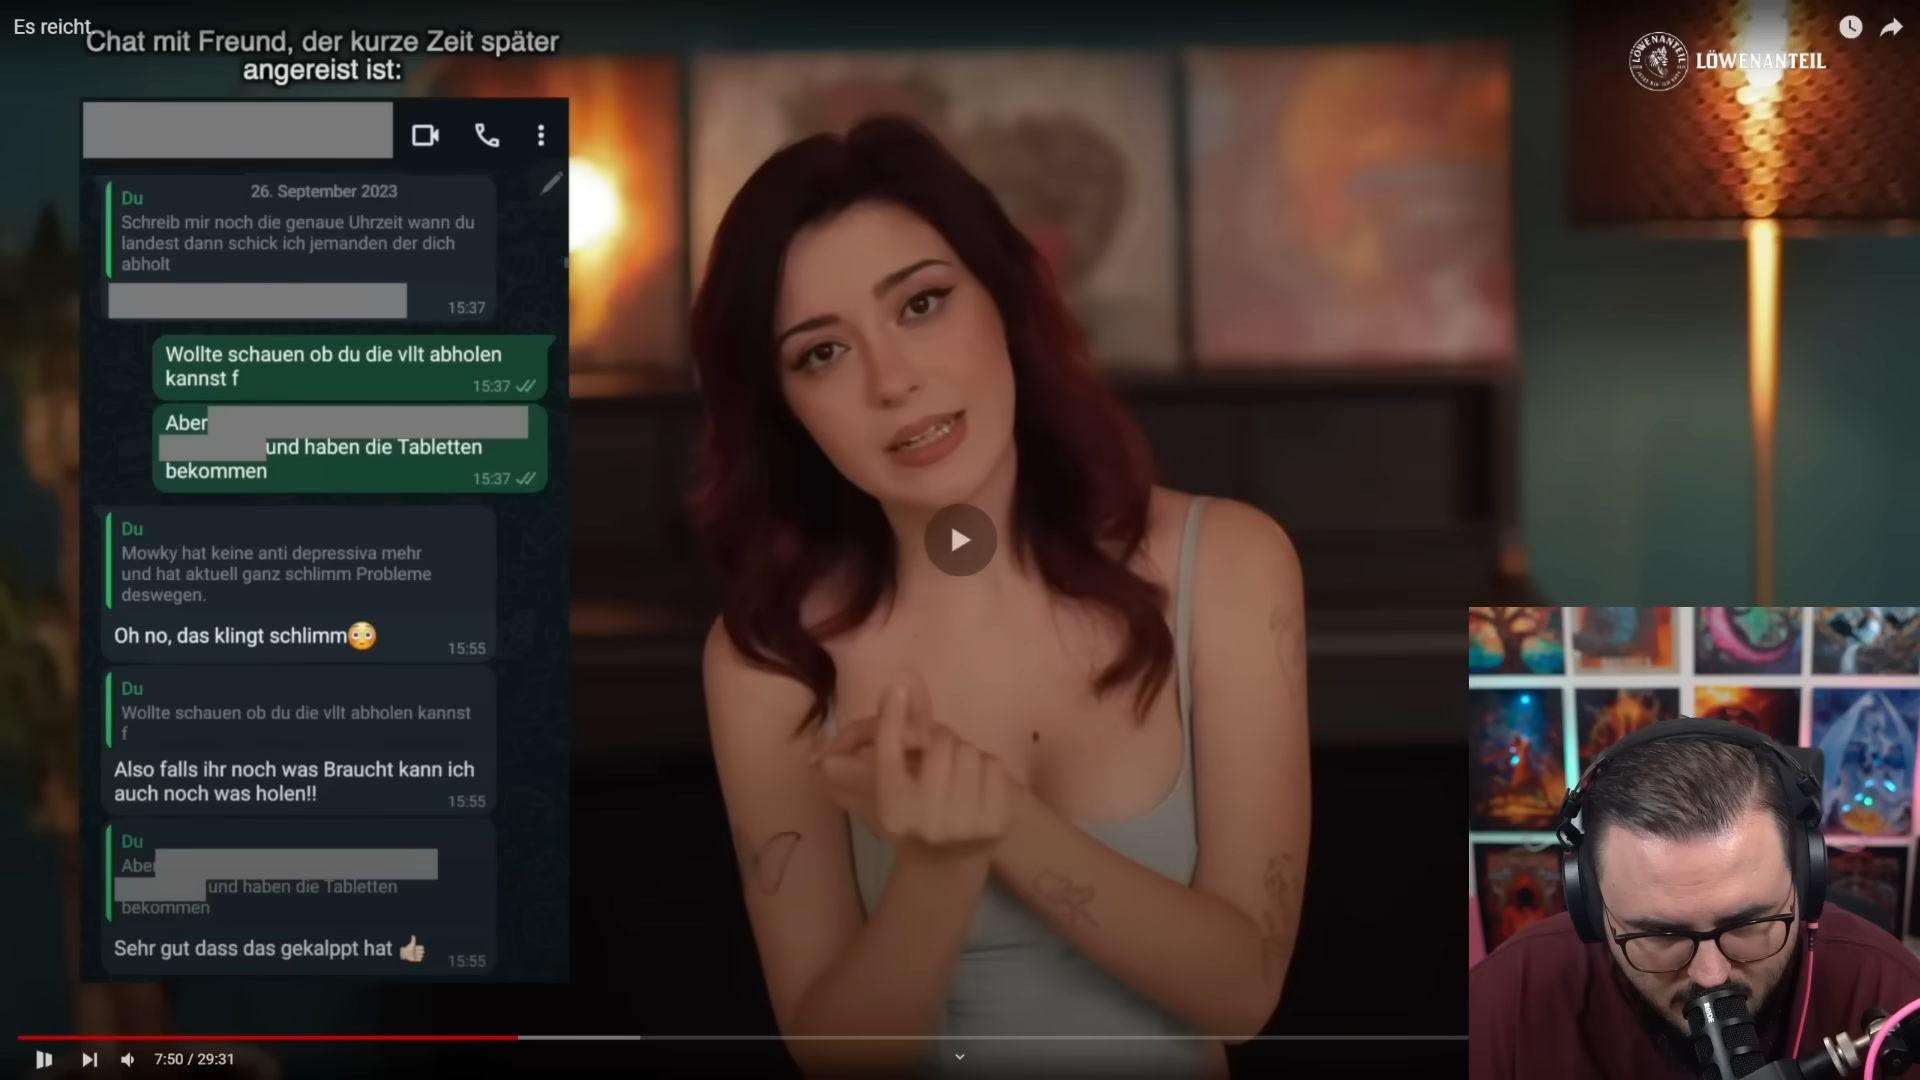 Es reicht.
Chat mit Freund, der kurze Zeit später
angereist ist:
LÖWENANTEIL
26. September 2023
Du
Schreib mir noch die genaue Uhrzeit wann du
landest dann schick ich jemanden der dich
abholt
15:37
Wollte schauen ob du die vllt abholen
kannst f
15:37
Aber
und haben die Tabletten
bekommen
15:37
Du
Mowky hat keine anti depressiva mehr
und hat aktuell ganz schlimm Probleme
deswegen.
Oh no, das klingt schlimm😳
15:55
Du
Wollte schauen ob du die vllt abholen kannst
f
Also falls ihr noch was Braucht kann ich
auch noch was holen!!
15:55
Du
Aber
und haben die Tabletten
bekommen
Sehr gut dass das gekalppt hat 👍🏻
15:55
7:50 / 29:31
RØDE